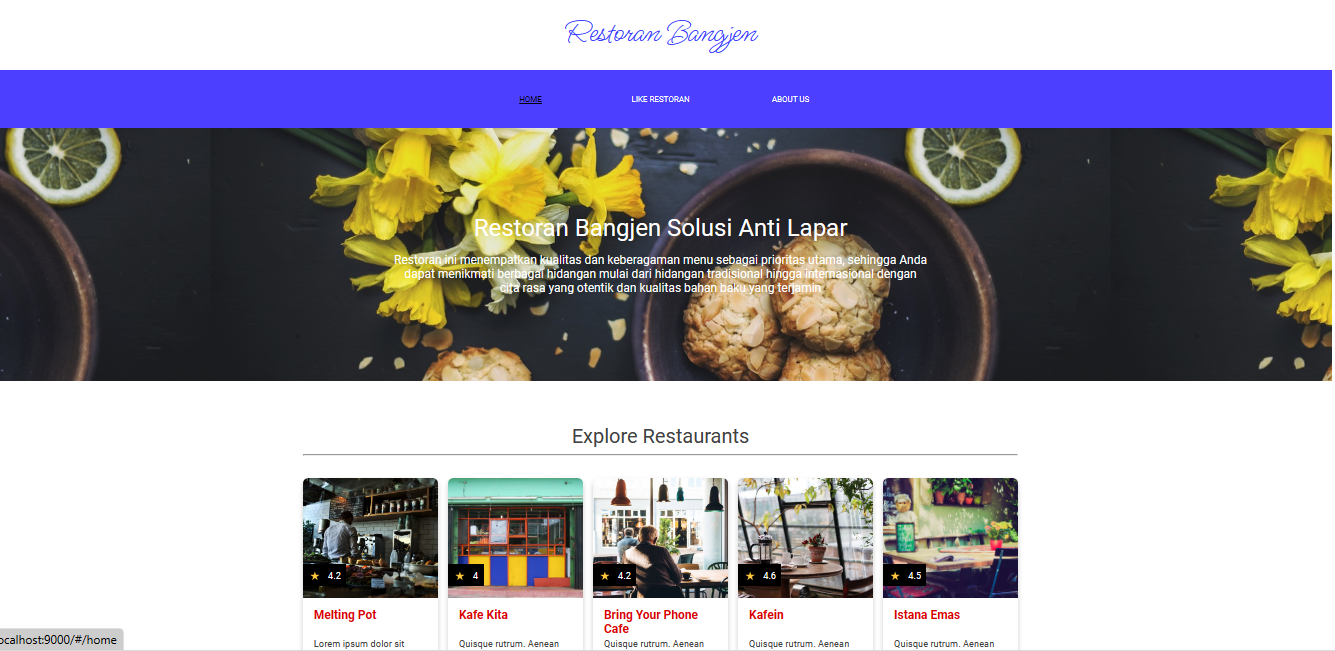 Restoran Bangjen
HOME
LIKE RESTORAN
ABOUT US
Restoran Bangjen Solusi Anti Lapar
Restoran ini menempatkan kualitas dan keberagaman menu sebagai prioritas utama, sehingga Anda
dapat menikmati berbagai hidangan mulai dari hidangan tradisional hingga internasional dengan
cita rasa yang otentik dan kualitas bahan baku yang terjamin
Explore Restaurants
★ 4.2
★ 4
★ 4.2
★ 4.6
★ 4.5
Melting Pot
Kafe Kita
Bring Your Phone
Cafe
Kafein
Istana Emas
Lorem ipsum dolor sit
Quisque rutrum. Aenean
Quisque rutrum. Aenean
Quisque rutrum. Aenean
Quisque rutrum. Aenean
ocalhost:9000/#/home